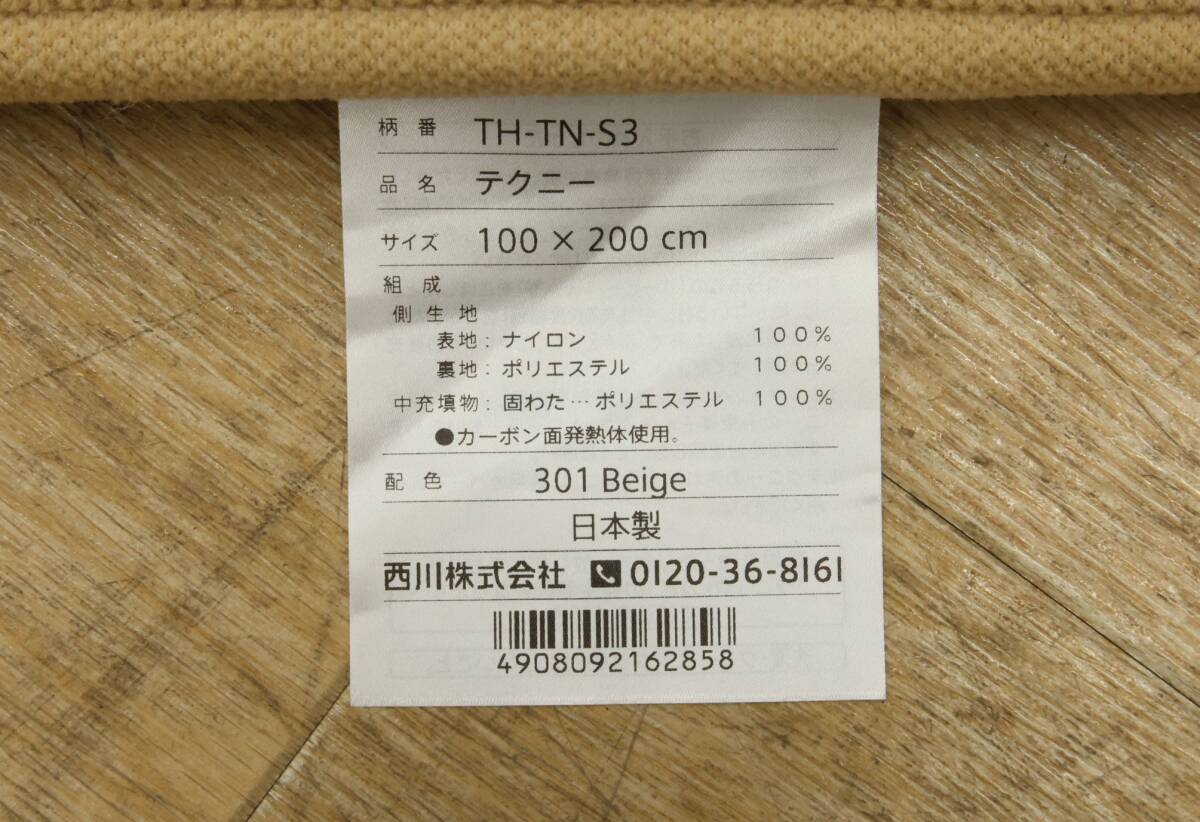 柄番 TH-TN-S3
品名 テクニー
サイズ 100 × 200 cm
組成
側生地
表地: ナイロン 100%
裏地: ポリエステル 100%
中充填物: 固わた…ポリエステル 100%
●カーボン面発熱体使用。
配色 301 Beige
日本製
西川株式会社 0120-36-8161
4908092162858